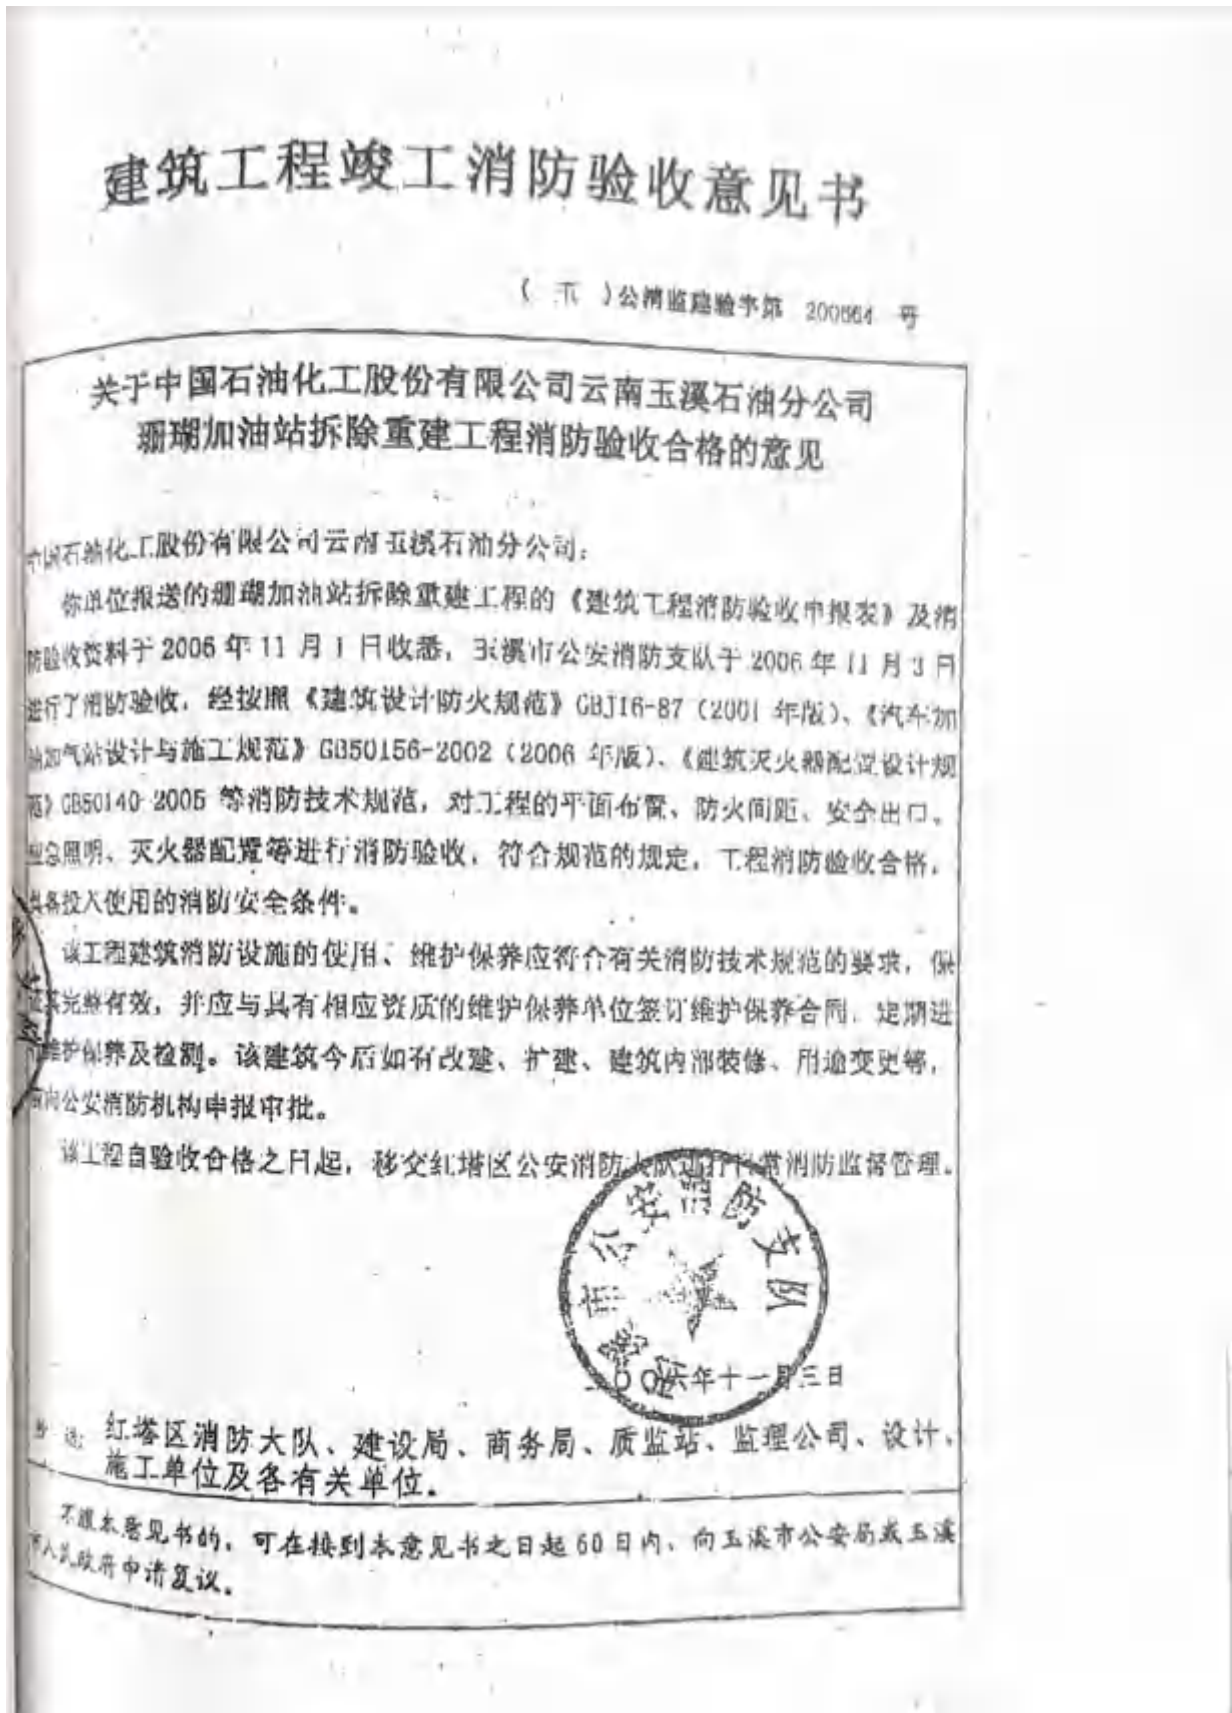 建筑工程竣工消防验收意见书
( )公消监建验字第 200664 号
关于中国石油化工股份有限公司云南玉溪石油分公司
珊瑚加油站拆除重建工程消防验收合格的意见
中国石油化工股份有限公司云南玉溪石油分公司：
你单位报送的珊瑚加油站拆除重建工程的《建筑工程消防验收申报表》及消
防验收资料于 2006 年 11 月 1 日收悉，玉溪市公安消防支队于 2006 年 11 月 3 日
进行了消防验收，经按照《建筑设计防火规范》GBJ16-87（2001 年版）、《汽车加
油加气站设计与施工规范》GB50156-2002（2006 年版）、《建筑灭火器配置设计规
范》GB50140-2005 等消防技术规范，对工程的平面布置、防火间距、安全出口、
应急照明、灭火器配置等进行消防验收，符合规范的规定，工程消防验收合格，
具备投入使用的消防安全条件。
该工程建筑消防设施的使用、维护保养应符合有关消防技术规范的要求，保
证其完整有效，并应与具有相应资质的维护保养单位签订维护保养合同，定期进
行维护保养及检测。该建筑今后如有改建、扩建、建筑内部装修、用途变更等，
应向公安消防机构申报审批。
该工程自验收合格之日起，移交红塔区公安消防大队进行日常消防监督管理。
溪市公安消防支队
二〇〇六年十一月三日
抄送：红塔区消防大队、建设局、商务局、质监站、监理公司、设计、
施工单位及各有关单位。
不服本意见书的，可在接到本意见书之日起 60 日内，向玉溪市公安局或玉溪
市人民政府申请复议。